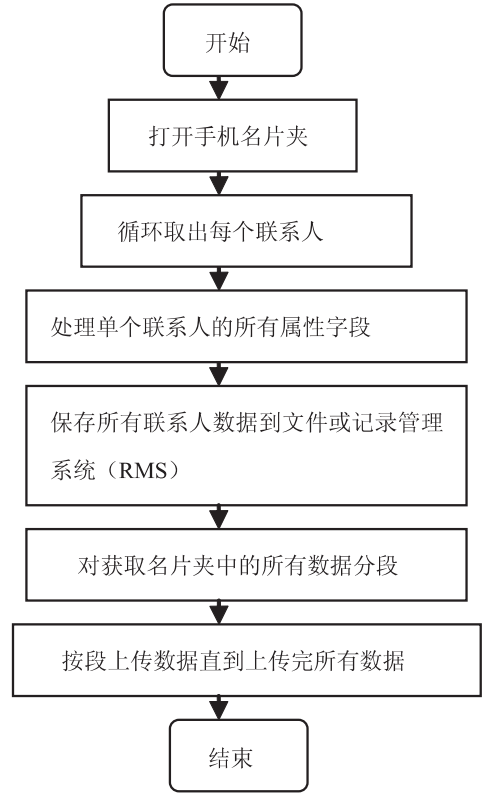 开始
打开手机名片夹
循环取出每个联系人
处理单个联系人的所有属性字段
保存所有联系人数据到文件或记录管理
系统（RMS）
对获取名片夹中的所有数据分段
按段上传数据直到上传完所有数据
结束